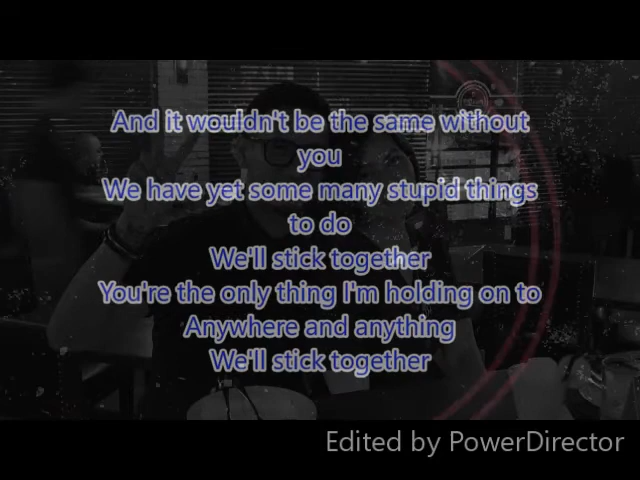 And it wouldn't be the same without
you
We have yet some many stupid things
to do
We'll stick together
You're the only thing I'm holding on to
Anywhere and anything
We'll stick together
Edited by PowerDirector